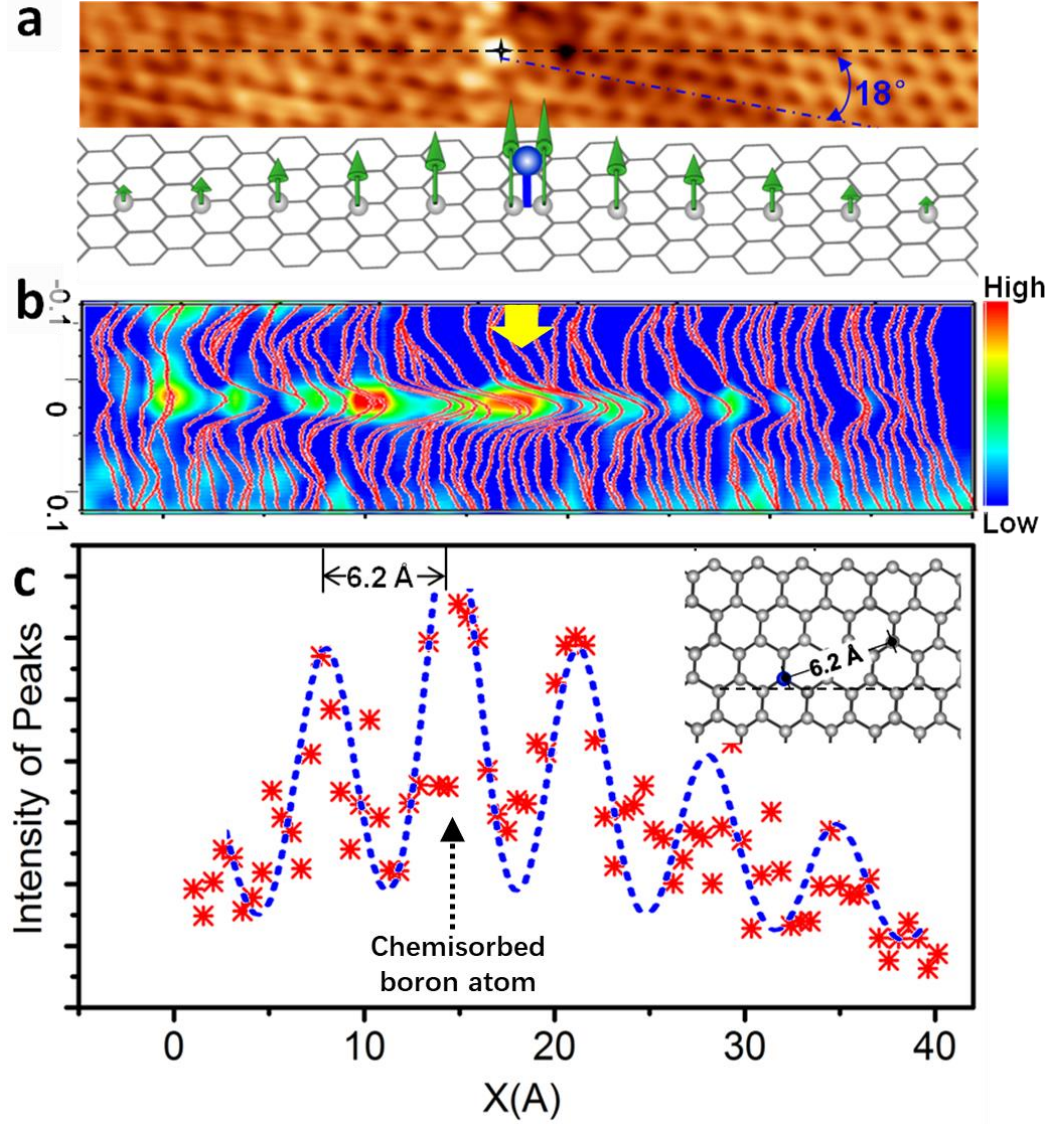 a
18°
b
-0.1
0
0.1
High
Low
c
6.2 Å
6.2 Å
Intensity of Peaks
Chemisorbed
boron atom
0
10
20
30
40
X(A)